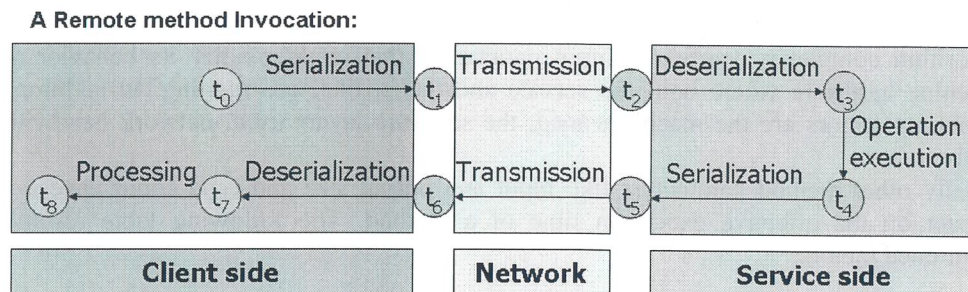 A Remote method Invocation:
Serialization Transmission Deserialization
t0 t1 t2 t3
Operation
execution
Processing Deserialization Transmission Serialization
t8 t7 t6 t5 t4
Client side Network Service side